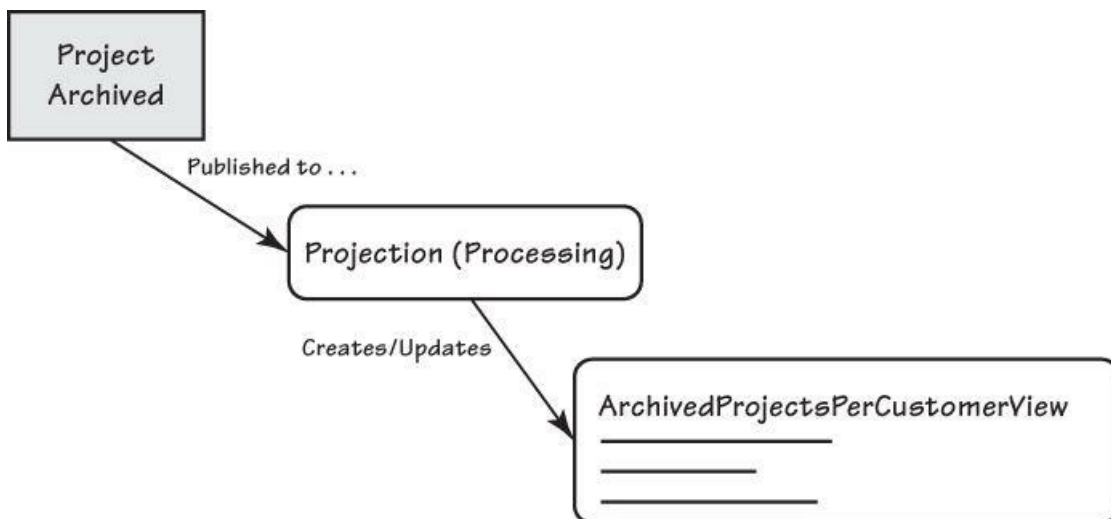 Project
Archived
Published to . . .
Projection (Processing)
Creates/Updates
ArchivedProjectsPerCustomerView